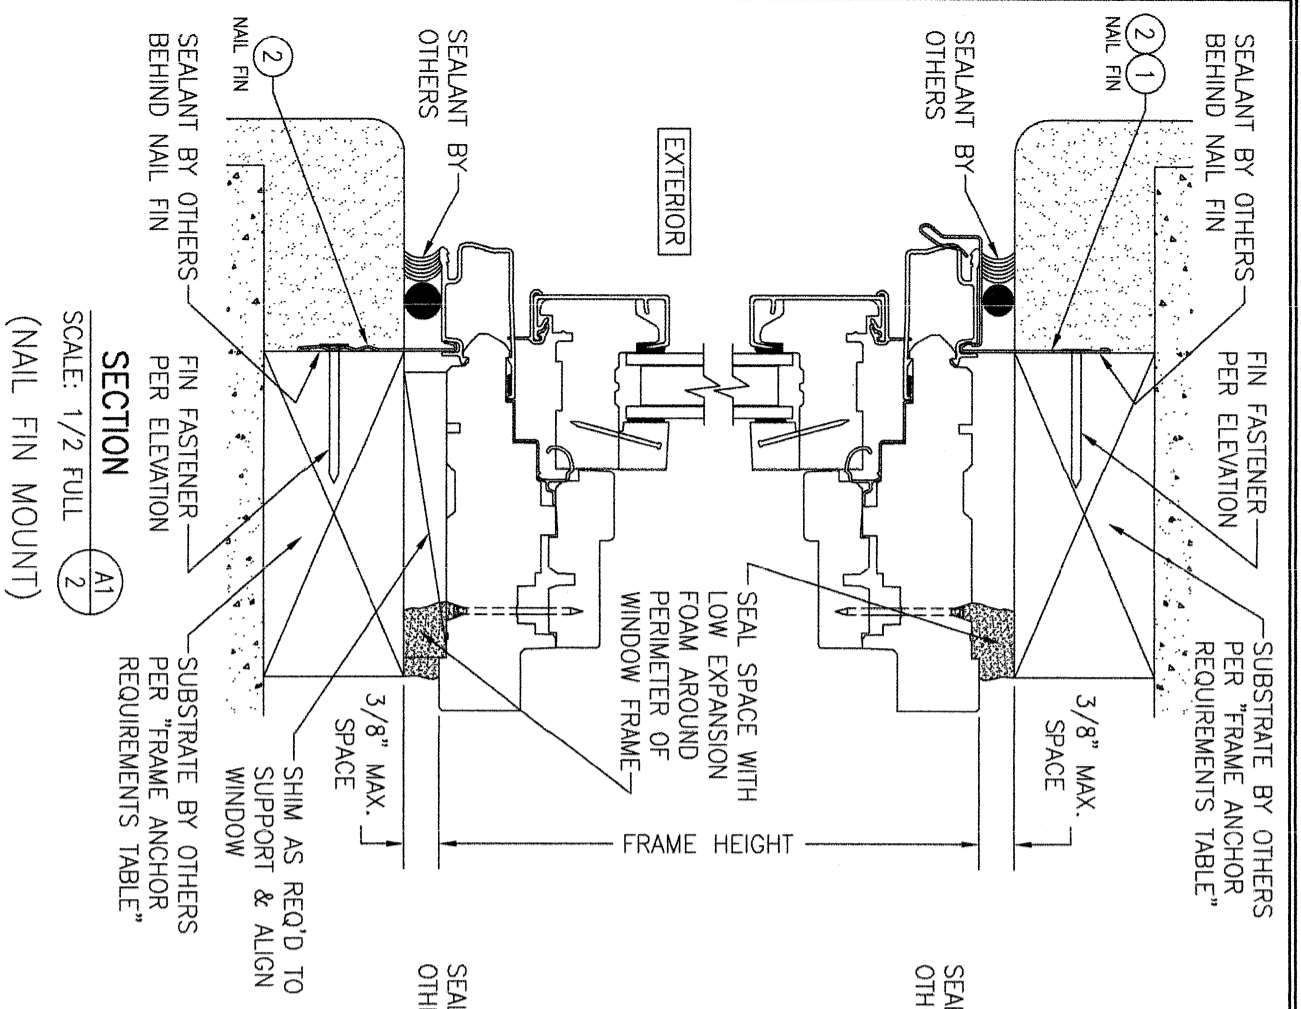 SEALANT BY OTHERS
BEHIND NAIL FIN
2 1
NAIL FIN
FIN FASTENER
PER ELEVATION
SUBSTRATE BY OTHERS
PER "FRAME ANCHOR
REQUIREMENTS TABLE"
SEALANT BY
OTHERS
3/8" MAX.
SPACE
EXTERIOR
SEAL SPACE WITH
LOW EXPANSION
FOAM AROUND
PERIMETER OF
WINDOW FRAME
FRAME HEIGHT
SEALANT BY
OTHERS
3/8" MAX.
SPACE
2
NAIL FIN
SEALANT BY OTHERS
BEHIND NAIL FIN
FIN FASTENER
PER ELEVATION
SHIM AS REQ'D TO
SUPPORT & ALIGN
WINDOW
SUBSTRATE BY OTHERS
PER "FRAME ANCHOR
REQUIREMENTS TABLE"
SECTION
SCALE: 1/2 FULL
A1
2
(NAIL FIN MOUNT)
SEAL
OTH
SEAL
OTH